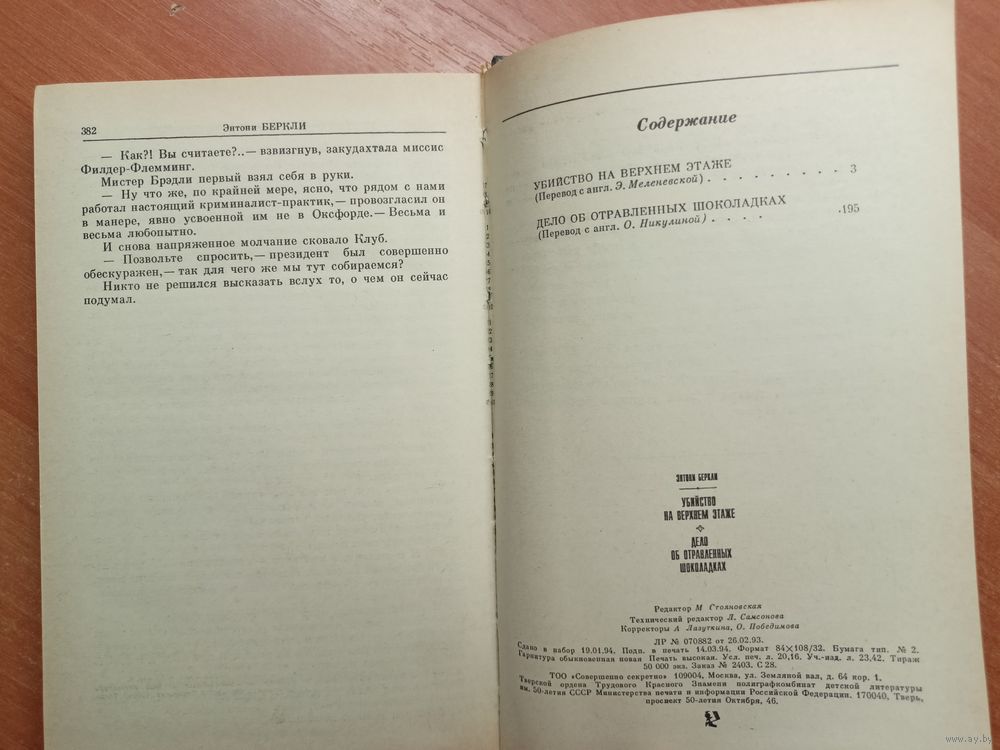 382
Энтони БЕРКЛИ
— Как?! Вы считаете?..— взвизгнув, закудахтала миссис
Филдер-Флемминг.
Мистер Брэдли первый взял себя в руки.
— Ну что же, по крайней мере, ясно, что рядом с нами
работал настоящий криминалист-практик,— провозгласил он
в манере, явно усвоенной им не в Оксфорде.— Весьма и
весьма любопытно.
И снова напряженное молчание сковало Клуб.
— Позвольте спросить,— президент был совершенно
обескуражен,— так для чего же мы тут собираемся?
Никто не решился высказать вслух то, о чем он сейчас
подумал.
Содержание
УБИЙСТВО НА ВЕРХНЕМ ЭТАЖЕ
(Перевод с англ. Э. Меленевской) . . . . . . . . . 3
ДЕЛО ОБ ОТРАВЛЕННЫХ ШОКОЛАДКАХ
(Перевод с англ. О. Никулиной) . . . . .195
ЭНТОНИ БЕРКЛИ
УБИЙСТВО
НА ВЕРХНЕМ ЭТАЖЕ
ДЕЛО
ОБ ОТРАВЛЕННЫХ
ШОКОЛАДКАХ
Редактор М Стояновская
Технический редактор Л. Самсонова
Корректоры А Лазуткина, О. Победимова
ЛР № 070882 от 26.02.93.
Сдано в набор 19.01.94. Подп. в печать 14.03.94. Формат 84×108/32. Бумага тип. № 2.
Гарнитура обыкновенная новая Печать высокая. Усл. печ. л. 20,16. Уч.-изд. л. 23,42. Тираж
50 000 экз. Заказ № 2403. С 28.
ТОО «Совершенно секретно» 109004, Москва, ул. Земляной вал, д. 64 кор. 1.
Тверской ордена Трудового Красного Знамени полиграфкомбинат детской литературы
им. 50-летия СССР Министерства печати и информации Российской Федерации. 170040, Тверь,
проспект 50-летия Октября, 46.
www.ay.by